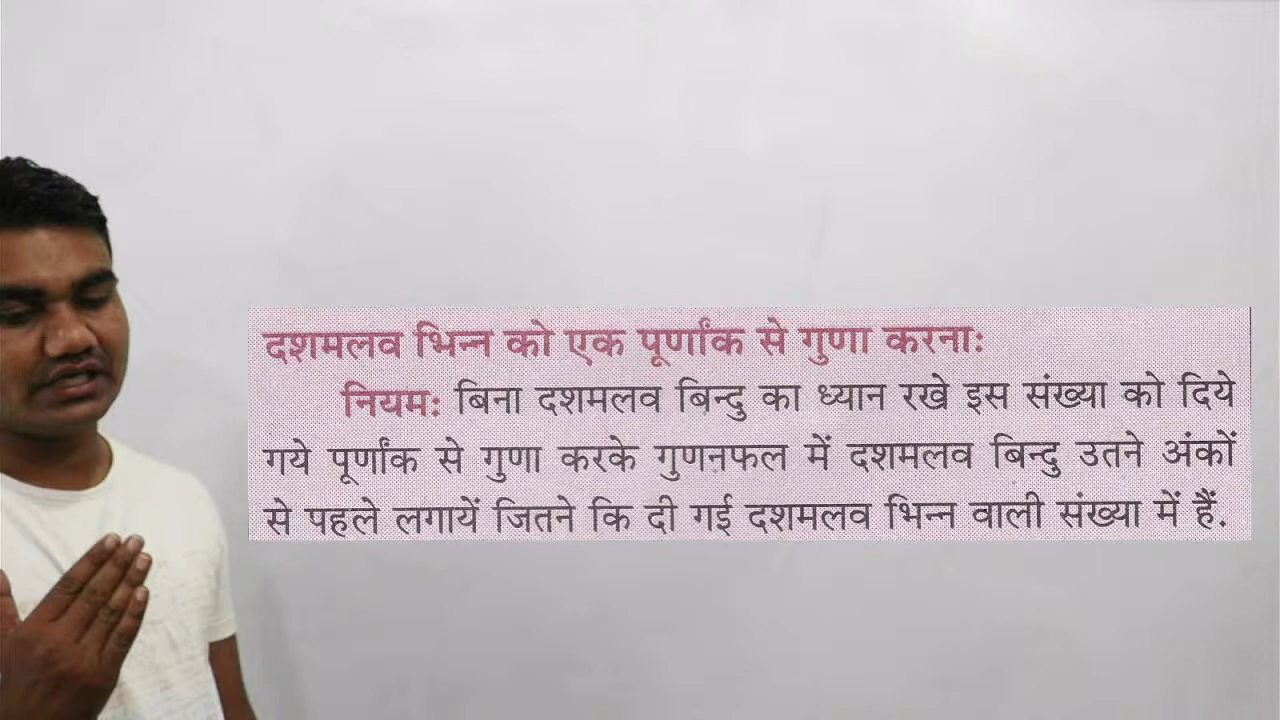 दशमलव भिन्न को एक पूर्णांक से गुणा करनाः
नियमः बिना दशमलव बिन्दु का ध्यान रखे इस संख्या को दिये
गये पूर्णांक से गुणा करके गुणनफल में दशमलव बिन्दु उतने अंकों
से पहले लगायें जितने कि दी गई दशमलव भिन्न वाली संख्या में हैं.